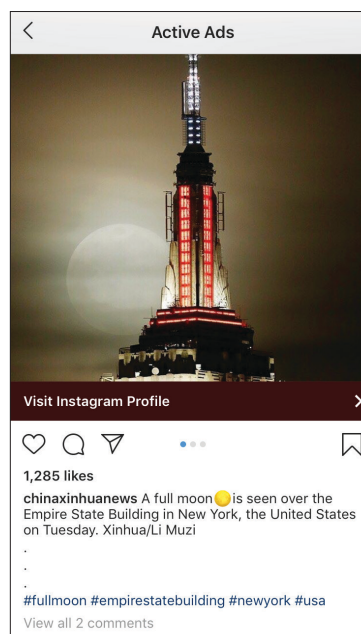 Active Ads
Visit Instagram Profile
1,285 likes
chinaxinhuanews A full moon🟡is seen over the
Empire State Building in New York, the United States
on Tuesday. Xinhua/Li Muzi
.
.
.
#fullmoon #empirestatebuilding #newyork #usa
View all 2 comments